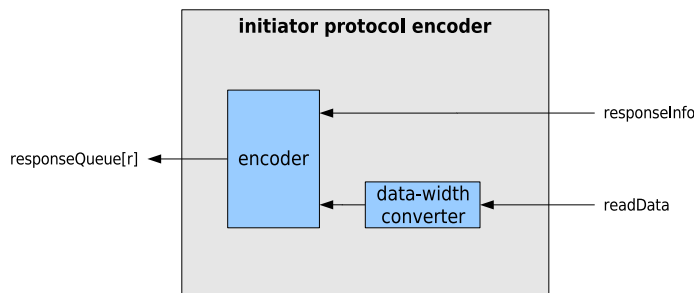 initiator protocol encoder
responseInfo
responseQueue[r]
encoder
data-width
converter
readData